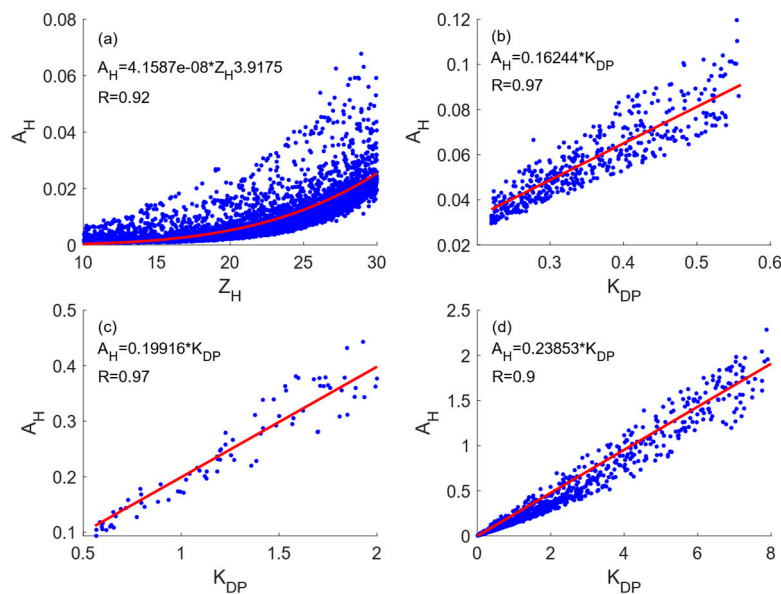 (a)
A_H=4.1587e-08*Z_H3.9175
R=0.92
0.08
0.06
0.04
0.02
0
A_H
10 15 20 25 30
Z_H
(b)
A_H=0.16244*K_DP
R=0.97
0.12
0.1
0.08
0.06
0.04
0.02
A_H
0.3 0.4 0.5 0.6
K_DP
(c)
A_H=0.19916*K_DP
R=0.97
0.5
0.4
0.3
0.2
0.1
A_H
0.5 1 1.5 2
K_DP
(d)
A_H=0.23853*K_DP
R=0.9
2.5
2
1.5
1
0.5
0
A_H
0 2 4 6 8
K_DP